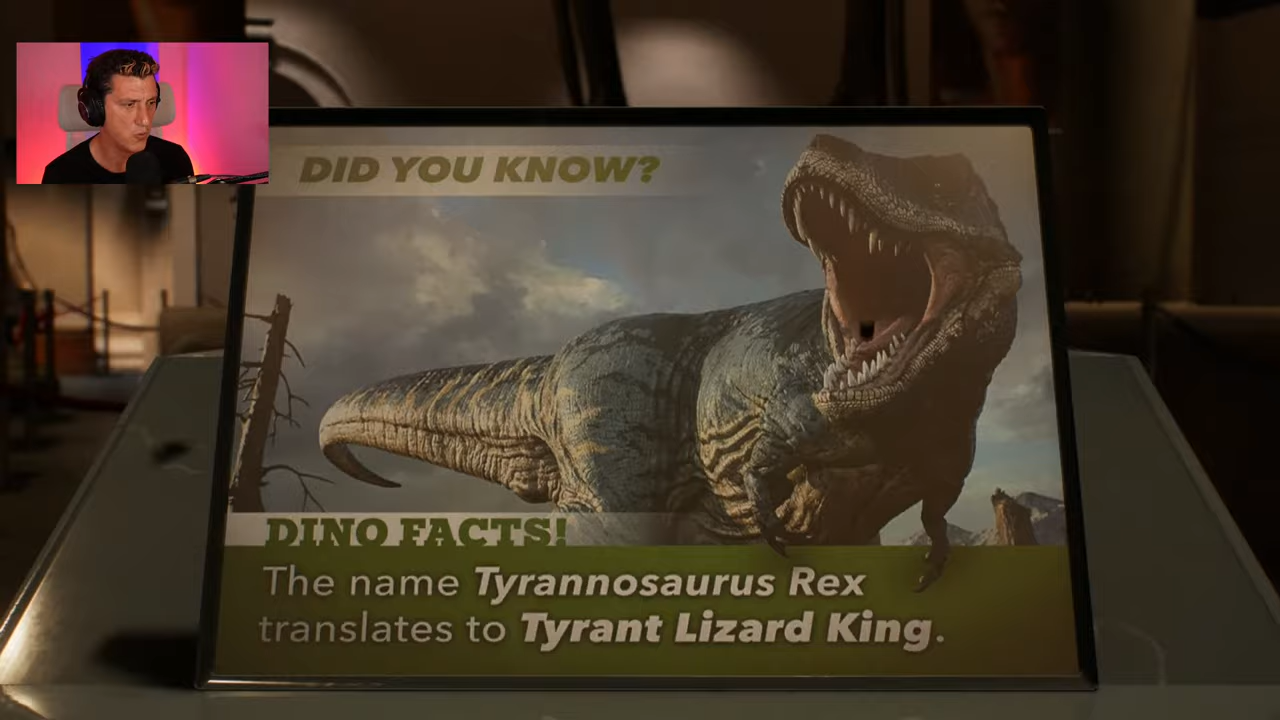 DID YOU KNOW?
DINO FACTS!
The name Tyrannosaurus Rex
translates to Tyrant Lizard King.